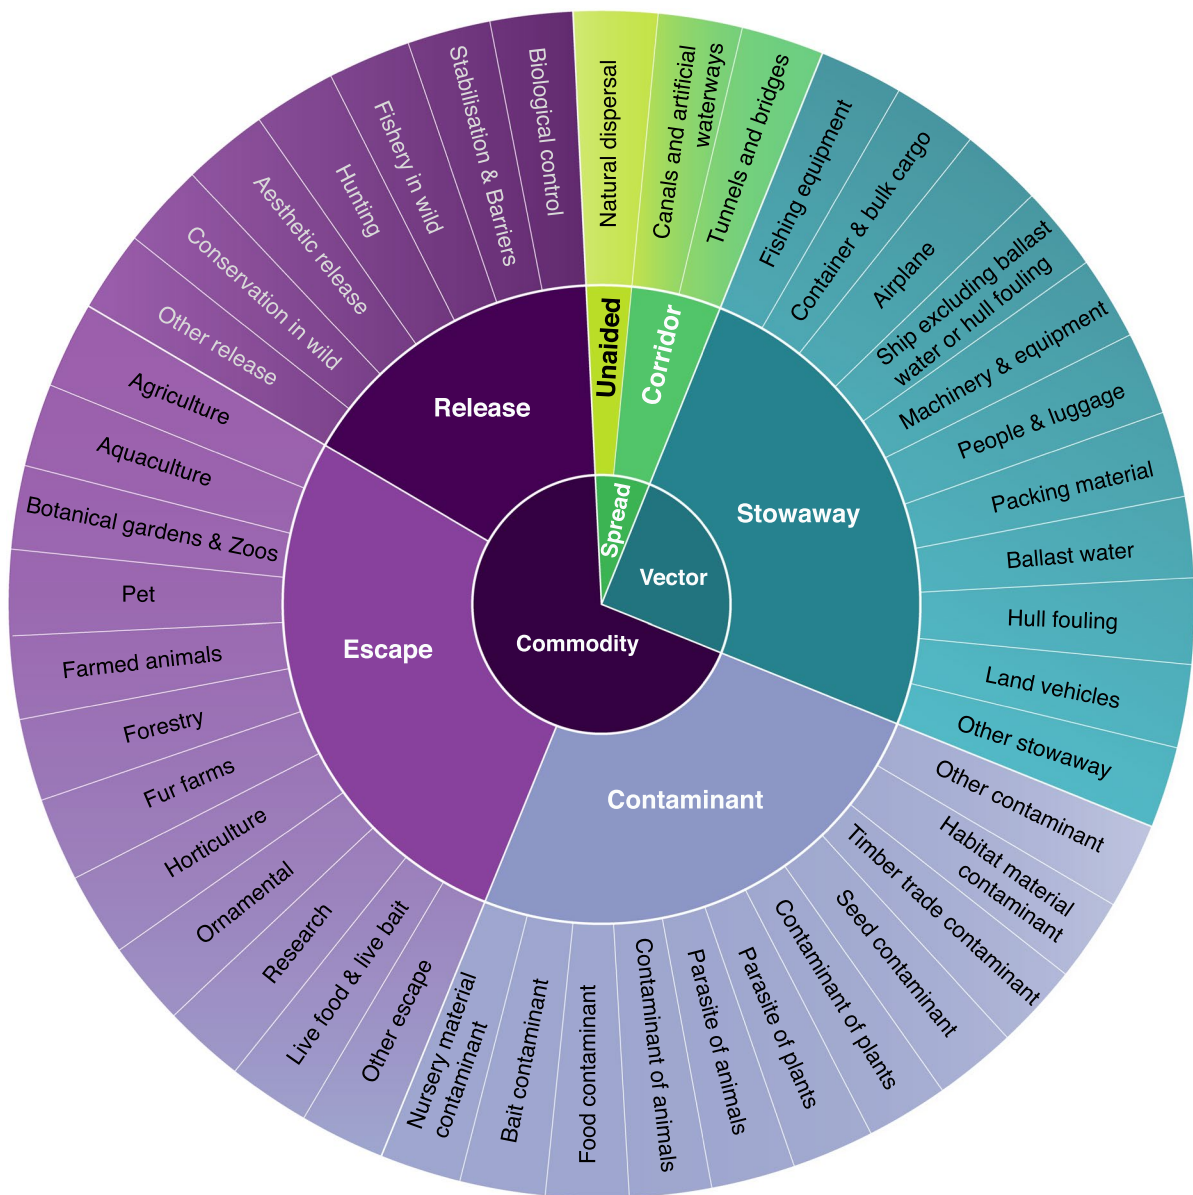 Commodity
Spread
Vector
Release
Unaided
Corridor
Stowaway
Contaminant
Escape
Natural dispersal
Canals and artificial
waterways
Tunnels and bridges
Fishing equipment
Container & bulk cargo
Airplane
Ship excluding ballast
water or hull fouling
Machinery & equipment
People & luggage
Packing material
Ballast water
Hull fouling
Land vehicles
Other stowaway
Other contaminant
Habitat material
contaminant
Timber trade contaminant
Seed contaminant
Contaminant of plants
Parasite of plants
Parasite of animals
Contaminant of animals
Food contaminant
Bait contaminant
Nursery material
contaminant
Other escape
Live food & live bait
Research
Ornamental
Horticulture
Fur farms
Forestry
Farmed animals
Pet
Botanical gardens & Zoos
Aquaculture
Agriculture
Other release
Conservation in wild
Aesthetic release
Hunting
Fishery in wild
Stabilisation & Barriers
Biological control